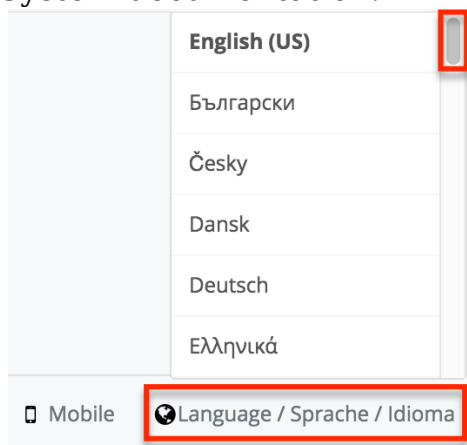 English (US)
Български
Česky
Dansk
Deutsch
Ελληνικά
Mobile
Language / Sprache / Idioma